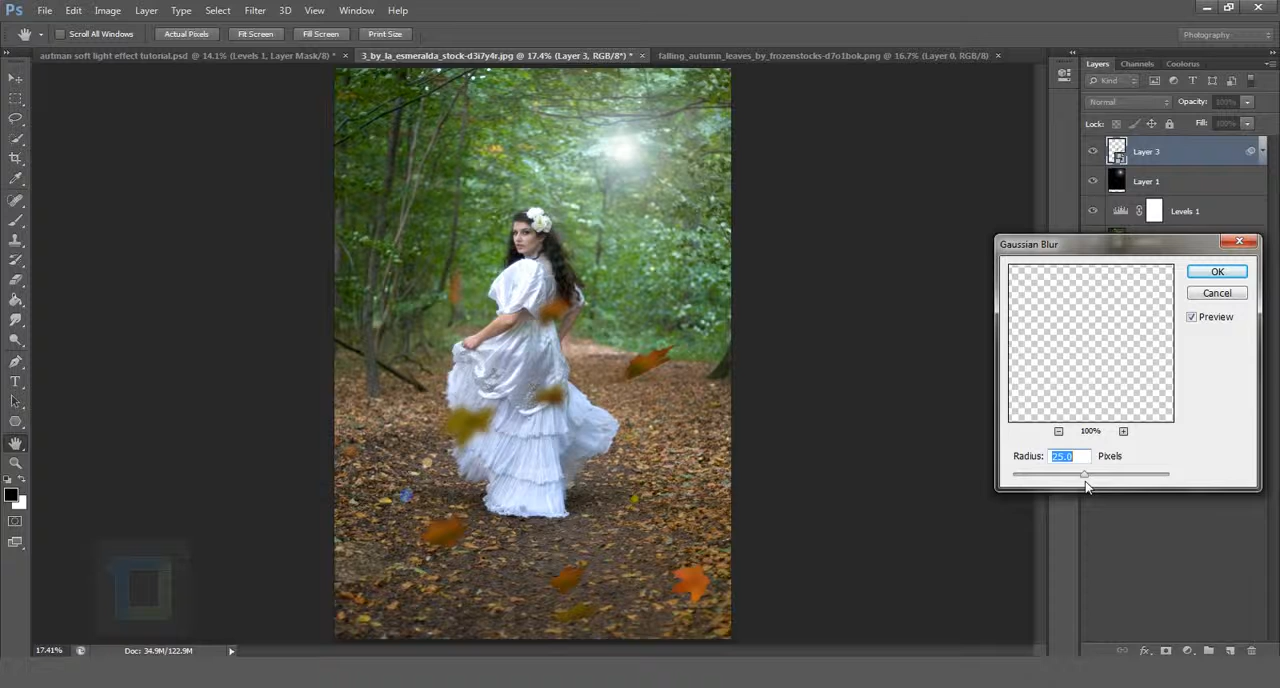 Ps File Edit Image Layer Type Select Filter 3D View Window Help
Scroll All Windows Actual Pixels Fit Screen Fill Screen Print Size Photography
autman soft light effect tutorial.psd @ 14.1% (Levels 1, Layer Mask/8) * × 3_by_la_esmeralda_stock-d3i7y4r.jpg @ 17.4% (Layer 3, RGB/8*) * × falling_autumn_leaves_by_frozenstocks-d7o1bok.png @ 16.7% (Layer 0, RGB/8) ×
Layers Channels Coolorus
Kind
Normal Opacity: 100%
Lock: Fill: 100%
Layer 3
Layer 1
Levels 1
Gaussian Blur
OK
Cancel
Preview
100%
Radius: 25.0 Pixels
17.41% Doc: 34.9M/122.9M